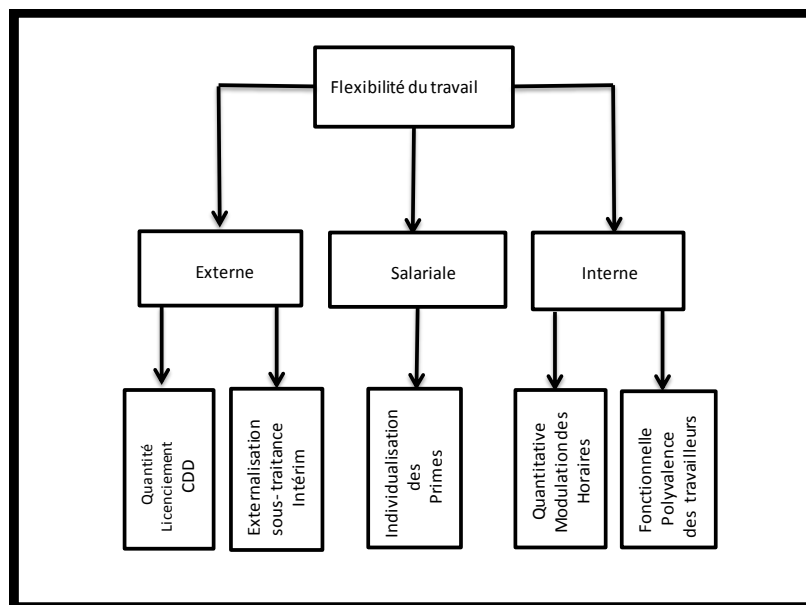 Flexibilité du travail
Externe
Salariale
Interne
Quantité
Licenciement
CDD
Externalisation
sous-traitance
Intérim
Individualisation
des
Primes
Quantitative
Modulation des
Horaires
Fonctionnelle
Polyvalence
des travailleurs